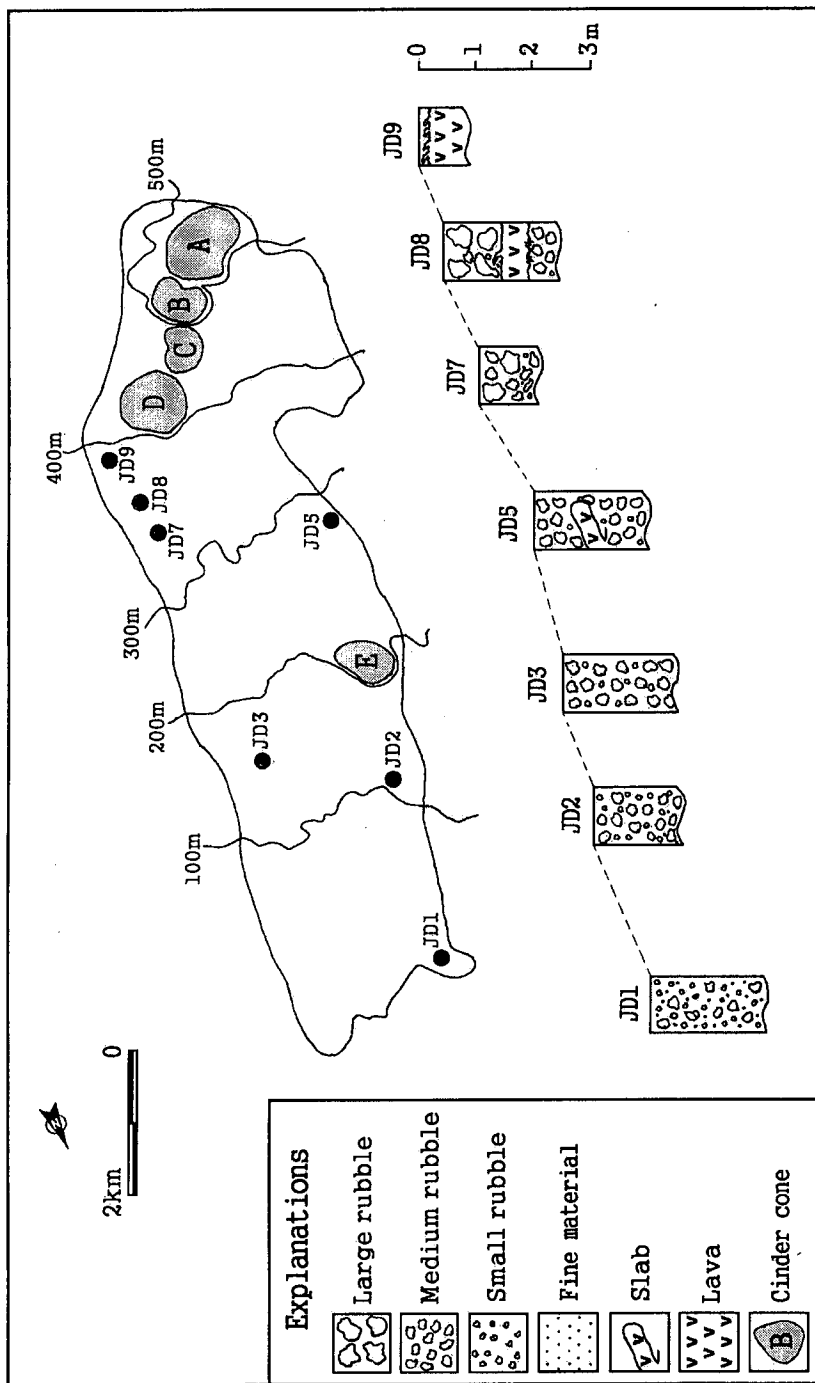 2km 0
100m
200m
300m
400m
500m
JD1
JD2
JD3
E
JD5
JD7
JD8
JD9
D
C
B
A
Explanations
Large rubble
Medium rubble
Small rubble
Fine material
Slab
Lava
B Cinder cone
JD1
JD2
JD3
JD5
JD7
JD8
JD9
0
1
2
3m